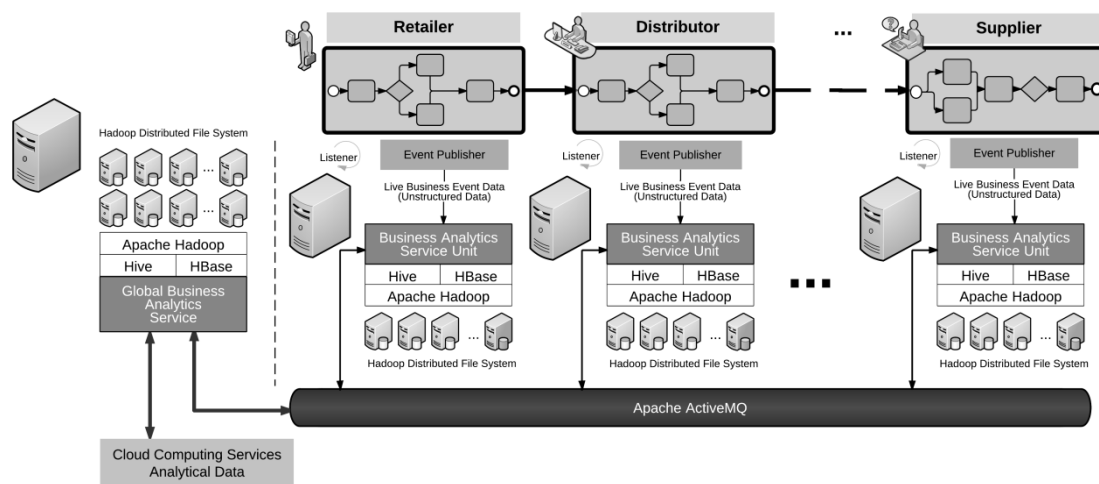 Retailer
Distributor
...
Supplier
Hadoop Distributed File System
...
...
Apache Hadoop
Hive
HBase
Global Business
Analytics
Service
Cloud Computing Services
Analytical Data
Listener
Event Publisher
Live Business Event Data
(Unstructured Data)
Business Analytics
Service Unit
Hive
HBase
Apache Hadoop
...
Hadoop Distributed File System
Listener
Event Publisher
Live Business Event Data
(Unstructured Data)
Business Analytics
Service Unit
Hive
HBase
Apache Hadoop
...
Hadoop Distributed File System
...
Listener
Event Publisher
Live Business Event Data
(Unstructured Data)
Business Analytics
Service Unit
Hive
HBase
Apache Hadoop
...
Hadoop Distributed File System
Apache ActiveMQ